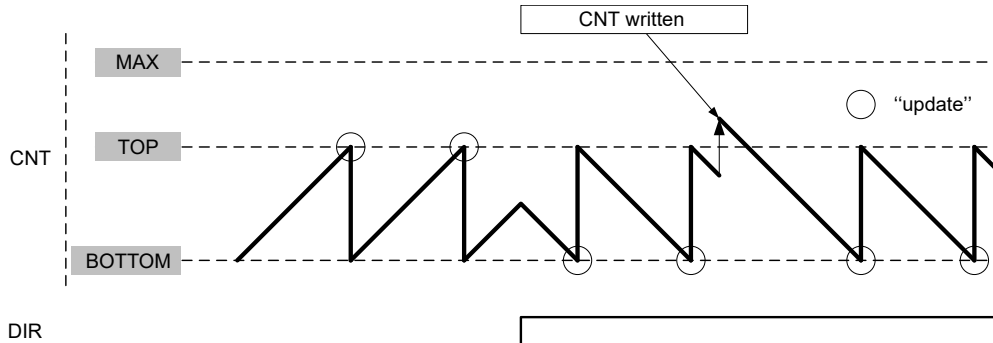 CNT written
MAX
“update”
TOP
CNT
BOTTOM
DIR